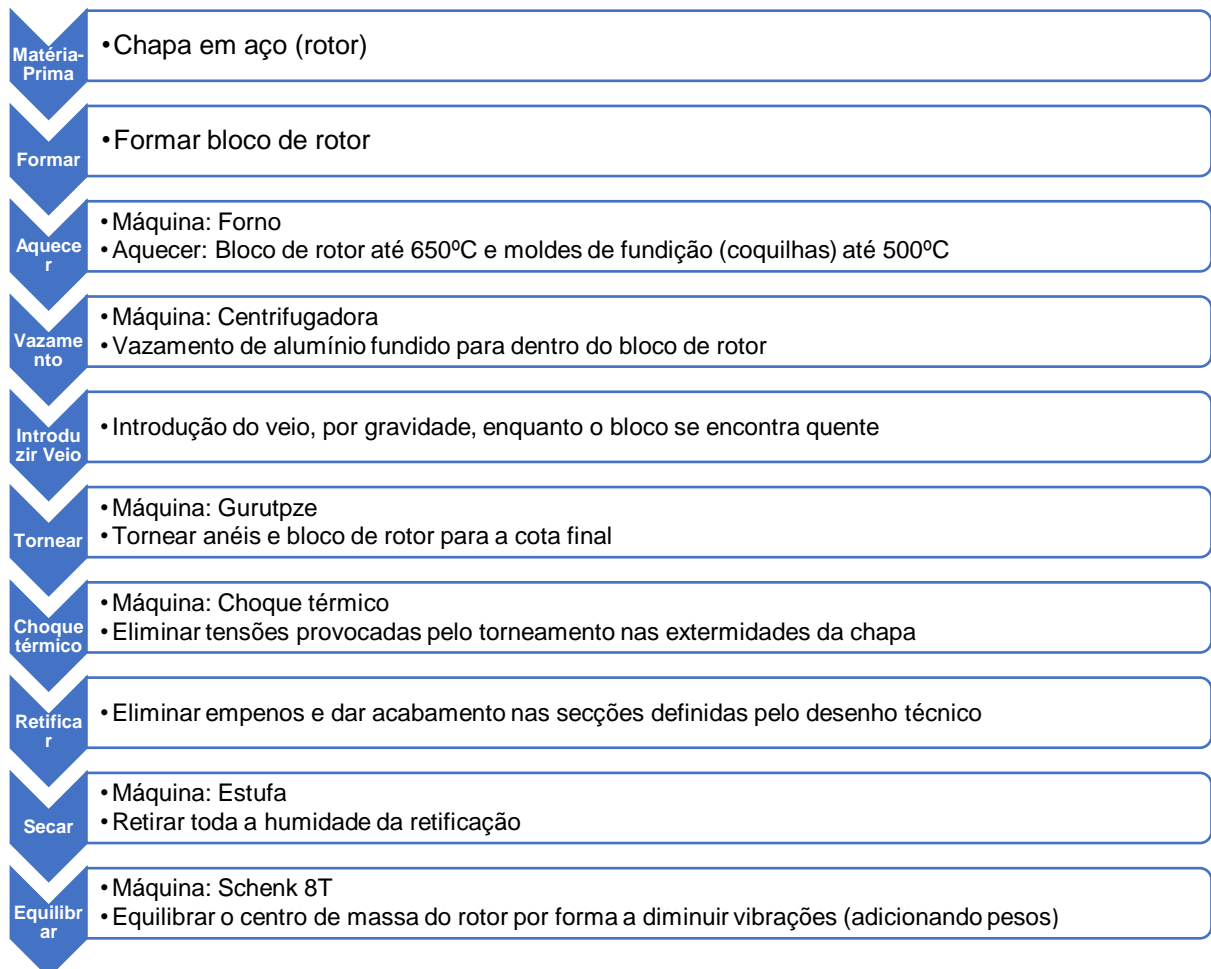 Matéria-
Prima
•Chapa em aço (rotor)
Formar
•Formar bloco de rotor
Aquece
r
•Máquina: Forno
•Aquecer: Bloco de rotor até 650ºC e moldes de fundição (coquilhas) até 500ºC
Vazame
nto
•Máquina: Centrifugadora
•Vazamento de alumínio fundido para dentro do bloco de rotor
Introdu
zir Veio
•Introdução do veio, por gravidade, enquanto o bloco se encontra quente
Tornear
•Máquina: Gurutpze
•Tornear anéis e bloco de rotor para a cota final
Choque
térmico
•Máquina: Choque térmico
•Eliminar tensões provocadas pelo torneamento nas extermidades da chapa
Retifica
r
•Eliminar empenos e dar acabamento nas secções definidas pelo desenho técnico
Secar
•Máquina: Estufa
•Retirar toda a humidade da retificação
Equilibr
ar
•Máquina: Schenk 8T
•Equilibrar o centro de massa do rotor por forma a diminuir vibrações (adicionando pesos)